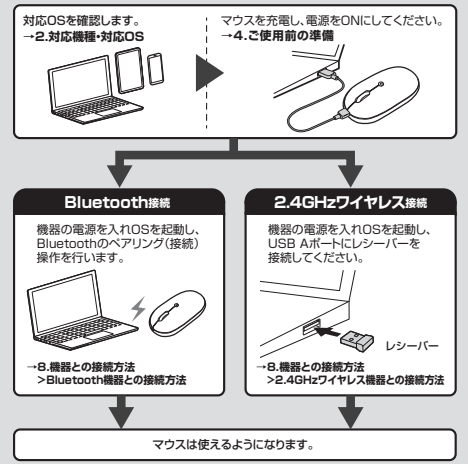 対応OSを確認します。
→2.対応機種・対応OS
マウスを充電し、電源をONにしてください。
→4.ご使用前の準備
Bluetooth接続
機器の電源を入れOSを起動し、
Bluetoothのペアリング(接続)
操作を行います。
→8.機器との接続方法
>Bluetooth機器との接続方法
2.4GHzワイヤレス接続
機器の電源を入れOSを起動し、
USB Aポートにレシーバーを
接続してください。
レシーバー
→8.機器との接続方法
>2.4GHzワイヤレス機器との接続方法
マウスは使えるようになります。